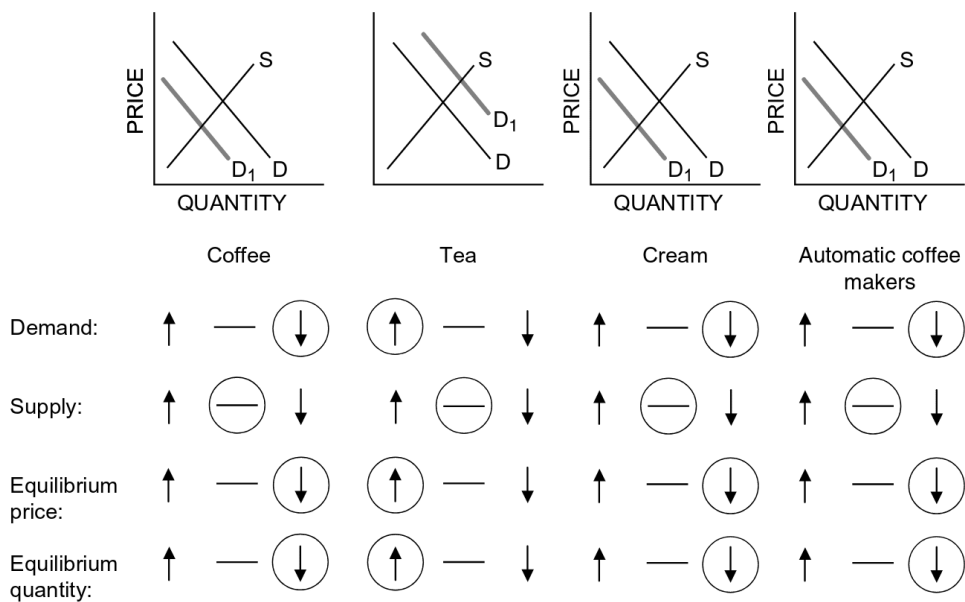 PRICE
S
D₁
D
QUANTITY
S
D₁
D
PRICE
S
D₁
D
QUANTITY
PRICE
S
D₁
D
QUANTITY
Coffee
Tea
Cream
Automatic coffee
makers
Demand:
Supply:
Equilibrium
price:
Equilibrium
quantity: